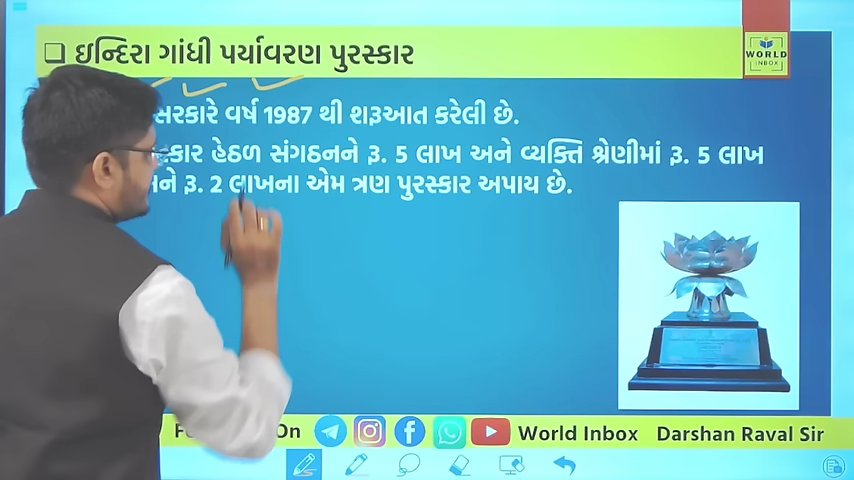 ❑ ઇન્દિરા ગાંધી પર્યાવરણ પુરસ્કાર
WORLD
INBOX
સરકારે વર્ષ 1987 થી શરૂઆત કરેલી છે.
હેઠળ સંગઠનને રૂ. 5 લાખ અને વ્યક્તિ શ્રેણીમાં રૂ. 5 લાખ
રૂ. 2 લાખના એમ ત્રણ પુરસ્કાર અપાય છે.
On World Inbox Darshan Raval Sir